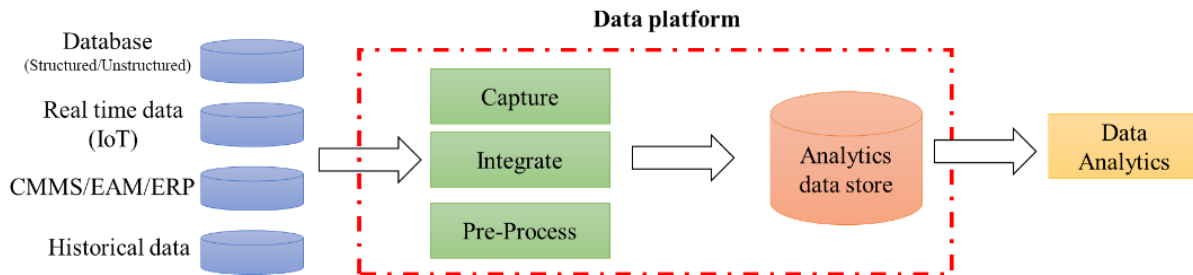 Data platform
Database
(Structured/Unstructured)
Real time data
(IoT)
CMMS/EAM/ERP
Historical data
Capture
Integrate
Pre-Process
Analytics
data store
Data
Analytics